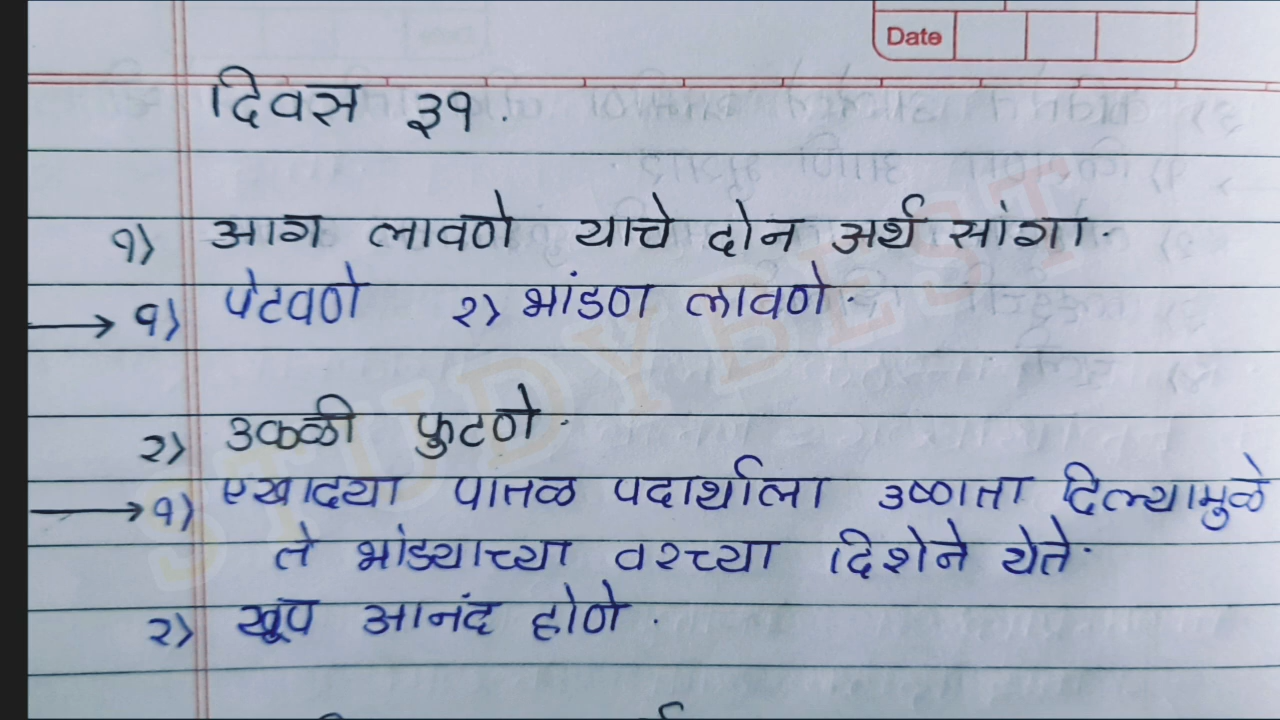 Date
दिवस ३१.
१) आग लावणे याचे दोन अर्थ सांगा.
→ १) पेटवणे २) भांडण लावणे.
२) उकळी फुटणे.
→ १) एखादया पातळ पदार्थाला उष्णता दिल्यामुळे
ते भांड्याच्या वरच्या दिशेने येते.
२) खूप आनंद होणे.
STUDYBEST